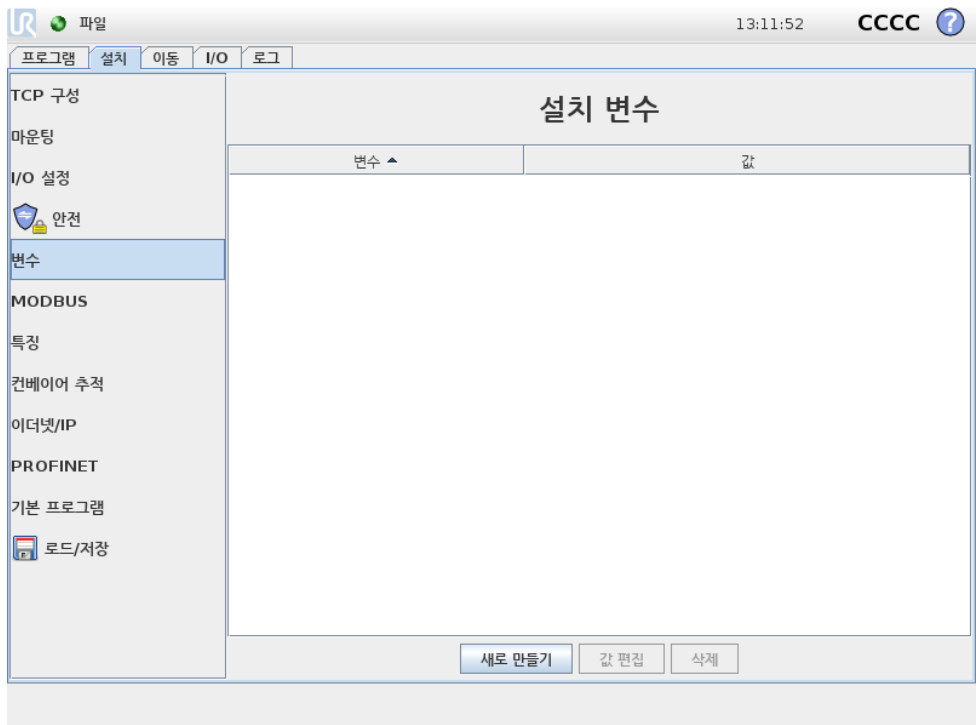 UR 파일 13:11:52 CCCC ?
프로그램 설치 이동 I/O 로그
TCP 구성
마운팅
I/O 설정
안전
변수
MODBUS
특징
컨베이어 추적
이더넷/IP
PROFINET
기본 프로그램
로드/저장
설치 변수
변수 값
새로 만들기 값 편집 삭제